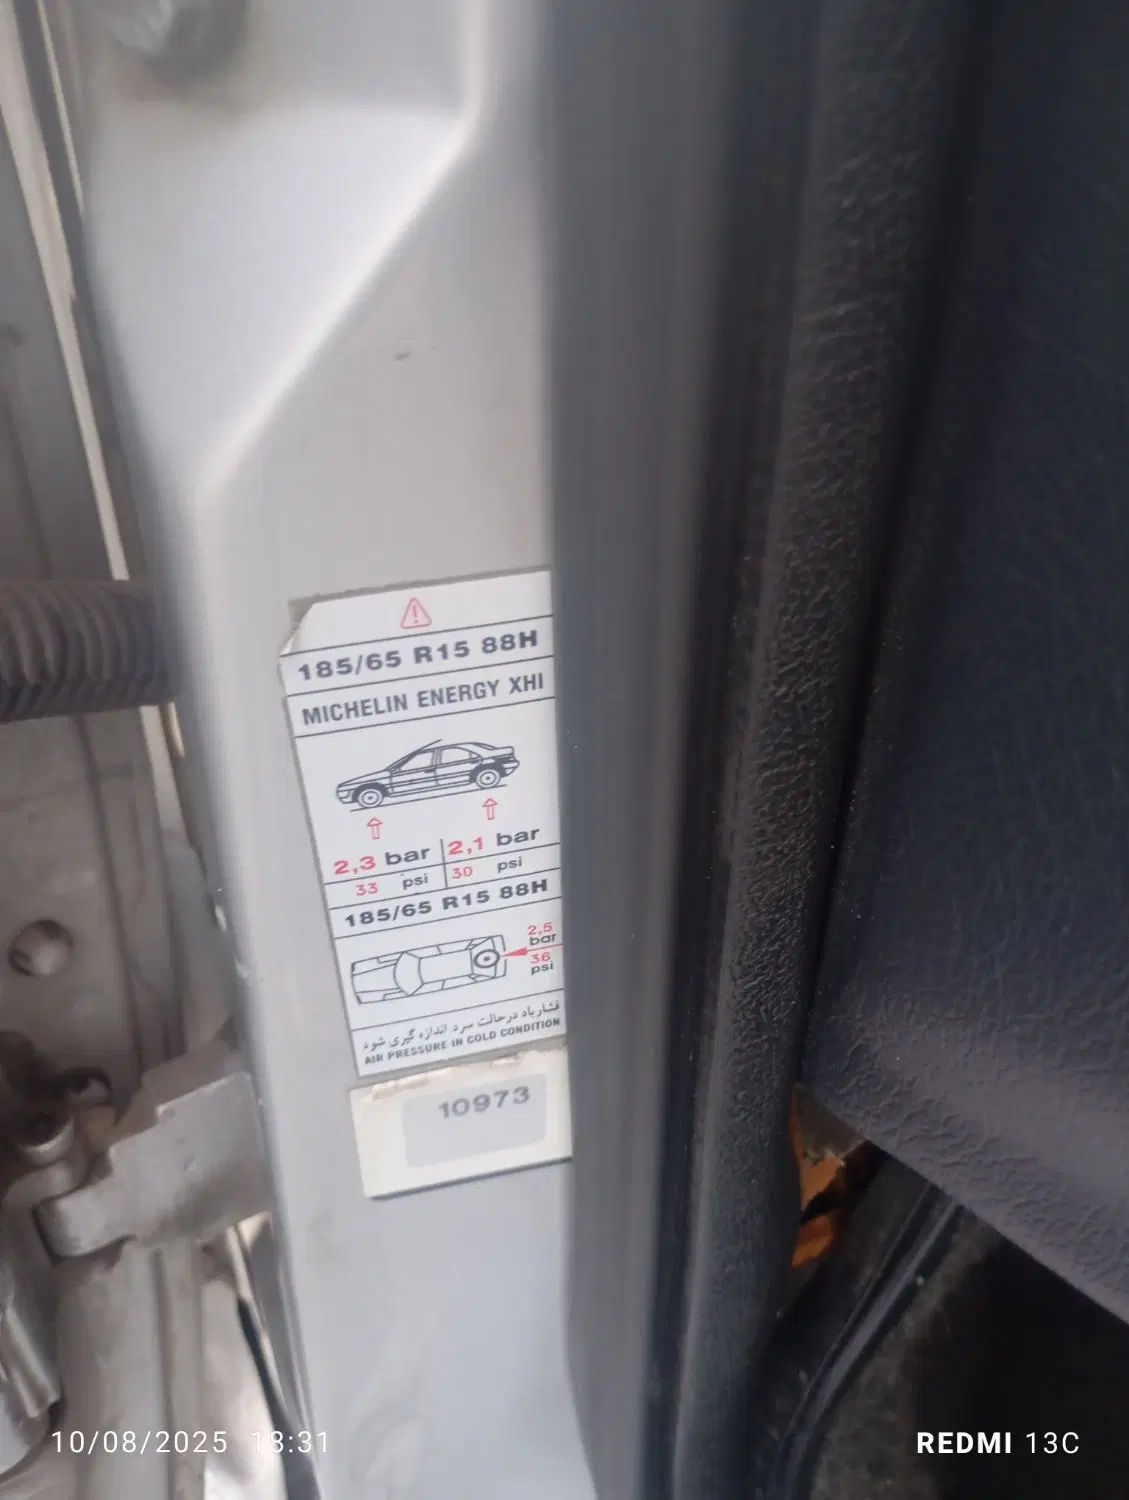 185/65 R15 88H
MICHELIN ENERGY XHI
2,3 bar 2,1 bar
33 psi 30 psi
185/65 R15 88H
2,5
bar
36
psi
فشارباد درحالت سرد اندازه گیری شود
AIR PRESSURE IN COLD CONDITION
10973
10/08/2025 18:31
REDMI 13C